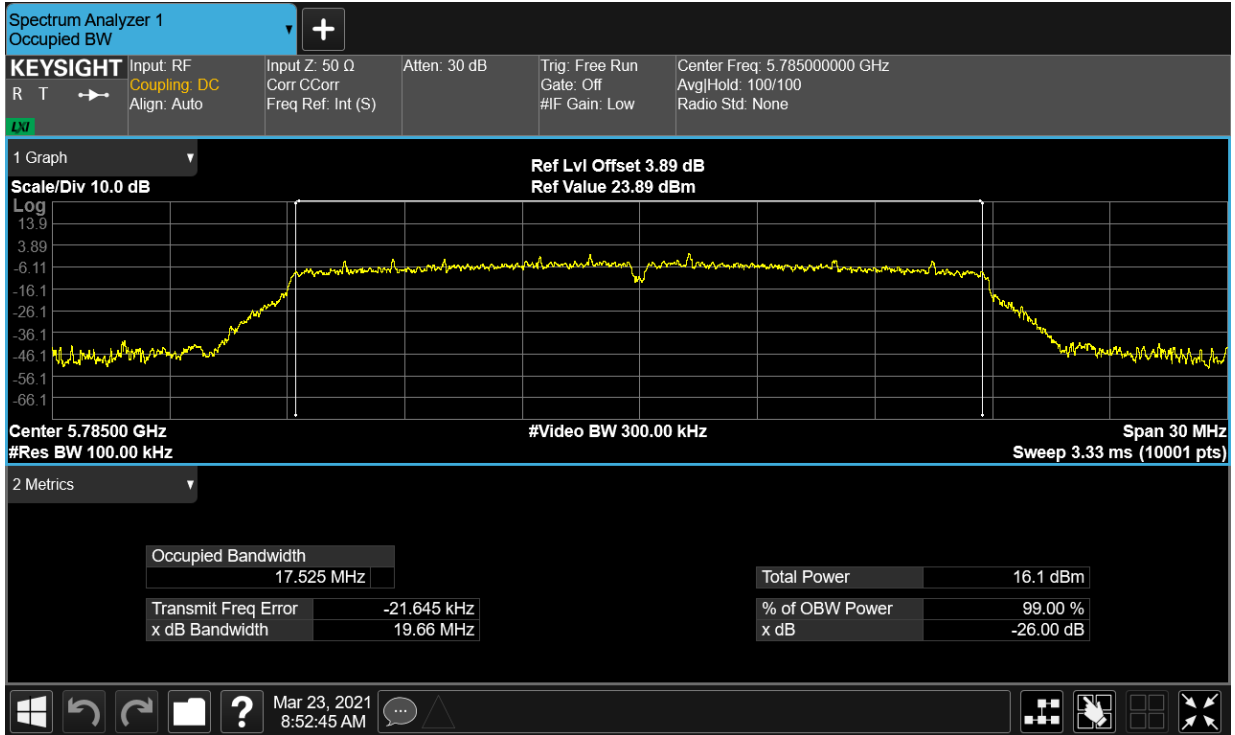 Spectrum Analyzer 1
Occupied BW
KEYSIGHT
R T
LXI
Input: RF
Coupling: DC
Align: Auto
Input Z: 50 Ω
Corr CCorr
Freq Ref: Int (S)
Atten: 30 dB
Trig: Free Run
Gate: Off
#IF Gain: Low
Center Freq: 5.785000000 GHz
Avg|Hold: 100/100
Radio Std: None
1 Graph
Scale/Div 10.0 dB
Ref Lvl Offset 3.89 dB
Ref Value 23.89 dBm
Log
13.9
3.89
-6.11
-16.1
-26.1
-36.1
-46.1
-56.1
-66.1
Center 5.78500 GHz
#Video BW 300.00 kHz
Span 30 MHz
#Res BW 100.00 kHz
Sweep 3.33 ms (10001 pts)
2 Metrics
Occupied Bandwidth
17.525 MHz
Transmit Freq Error -21.645 kHz
x dB Bandwidth 19.66 MHz
Total Power 16.1 dBm
% of OBW Power 99.00 %
x dB -26.00 dB
?
Mar 23, 2021
8:52:45 AM